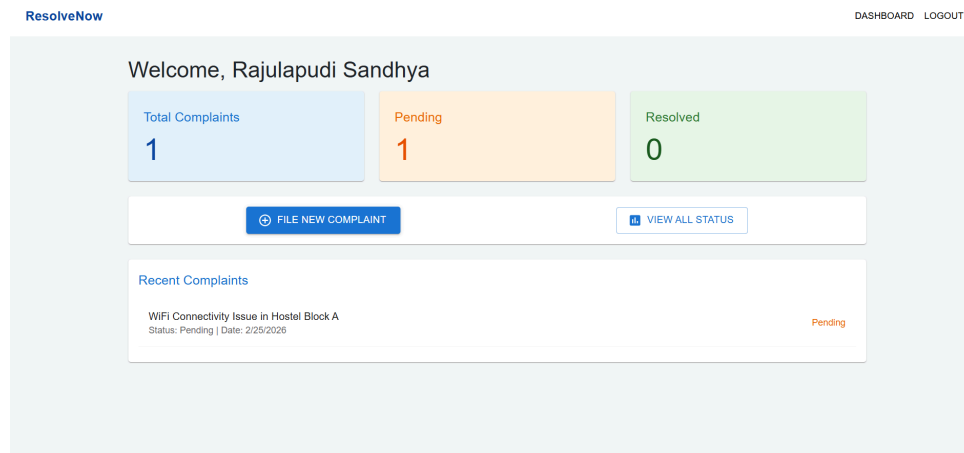 ResolveNow
DASHBOARD LOGOUT
Welcome, Rajulapudi Sandhya
Total Complaints
1
Pending
1
Resolved
0
FILE NEW COMPLAINT
VIEW ALL STATUS
Recent Complaints
WiFi Connectivity Issue in Hostel Block A
Status: Pending | Date: 2/25/2026
Pending